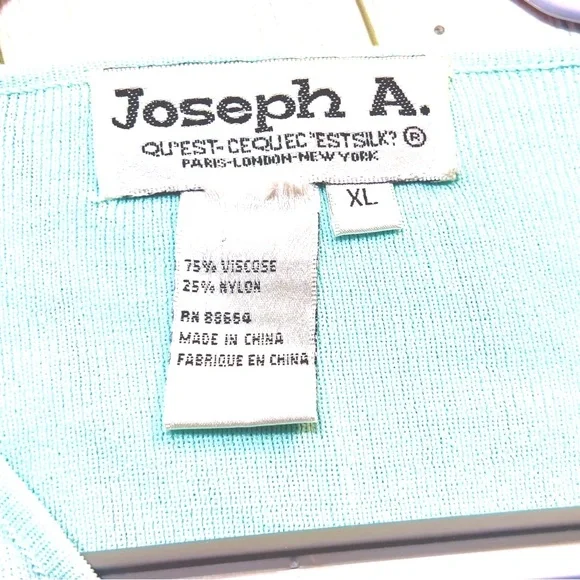 Joseph A.
QU'EST-CEQUEC'ESTSILK? ®
PARIS-LONDON-NEW YORK
XL
75% VISCOSE
25% NYLON
RN 88654
MADE IN CHINA
FABRIQUE EN CHINA